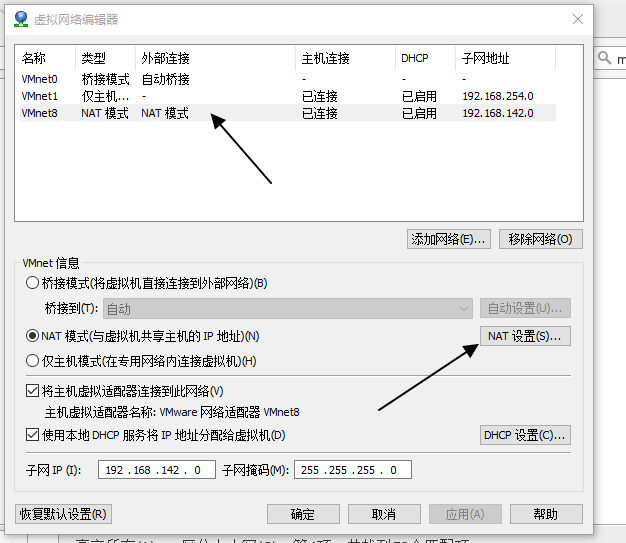 虚拟网络编辑器
名称 类型 外部连接 主机连接 DHCP 子网地址
VMnet0 桥接模式 自动桥接 - - -
VMnet1 仅主机... - 已连接 已启用 192.168.254.0
VMnet8 NAT 模式 NAT 模式 已连接 已启用 192.168.142.0
添加网络(E)... 移除网络(O)
VMnet 信息
桥接模式(将虚拟机直接连接到外部网络)(B)
桥接到(T): 自动 自动设置(U)...
NAT 模式(与虚拟机共享主机的 IP 地址)(N) NAT 设置(S)...
仅主机模式(在专用网络内连接虚拟机)(H)
将主机虚拟适配器连接到此网络(V)
主机虚拟适配器名称: VMware 网络适配器 VMnet8
使用本地 DHCP 服务将 IP 地址分配给虚拟机(D) DHCP 设置(C)...
子网 IP (I): 192 . 168 . 142 . 0 子网掩码(M): 255 . 255 . 255 . 0
恢复默认设置(R) 确定 取消 应用(A) 帮助